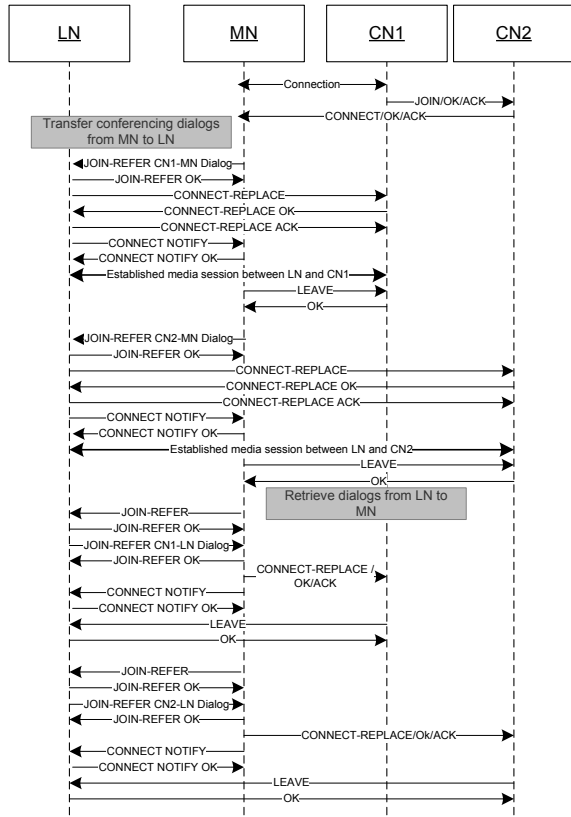 LN
MN
CN1
CN2
Connection
JOIN/OK/ACK
CONNECT/OK/ACK
Transfer conferencing dialogs
from MN to LN
JOIN-REFER CN1-MN Dialog
JOIN-REFER OK
CONNECT-REPLACE
CONNECT-REPLACE OK
CONNECT-REPLACE ACK
CONNECT NOTIFY
CONNECT NOTIFY OK
Established media session between LN and CN1
LEAVE
OK
JOIN-REFER CN2-MN Dialog
JOIN-REFER OK
CONNECT-REPLACE
CONNECT-REPLACE OK
CONNECT-REPLACE ACK
CONNECT NOTIFY
CONNECT NOTIFY OK
Established media session between LN and CN2
LEAVE
OK
Retrieve dialogs from LN to
MN
JOIN-REFER
JOIN-REFER OK
JOIN-REFER CN1-LN Dialog
JOIN-REFER OK
CONNECT-REPLACE /
OK/ACK
CONNECT NOTIFY
CONNECT NOTIFY OK
LEAVE
OK
JOIN-REFER
JOIN-REFER OK
JOIN-REFER CN2-LN Dialog
JOIN-REFER OK
CONNECT-REPLACE/Ok/ACK
CONNECT NOTIFY
CONNECT NOTIFY OK
LEAVE
OK